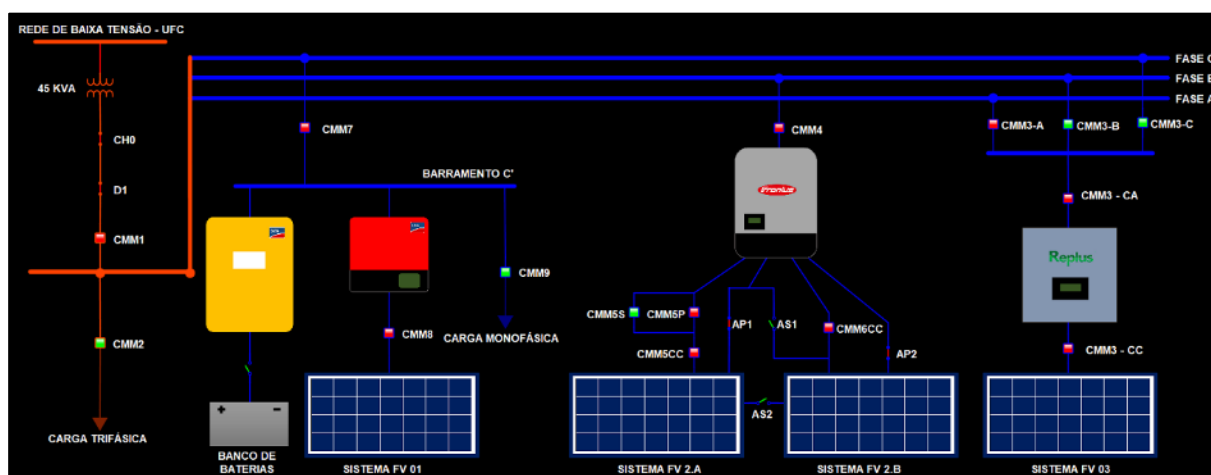 REDE DE BAIXA TENSÃO - UFC
FASE C
45 KVA
FASE B
FASE A
CMM7
CMM4
CMM3-A
CMM3-B
CMM3-C
CH0
BARRAMENTO C'
D1
Fronius
CMM3 - CA
CMM1
Replus
CMM9
CMM5S
CMM5P
AP1
AS1
CMM6CC
CMM8
CARGA MONOFÁSICA
CMM2
CMM5CC
AP2
CMM3 - CC
+ -
AS2
CARGA TRIFÁSICA
BANCO DE
BATERIAS
SISTEMA FV 01
SISTEMA FV 2.A
SISTEMA FV 2.B
SISTEMA FV 03